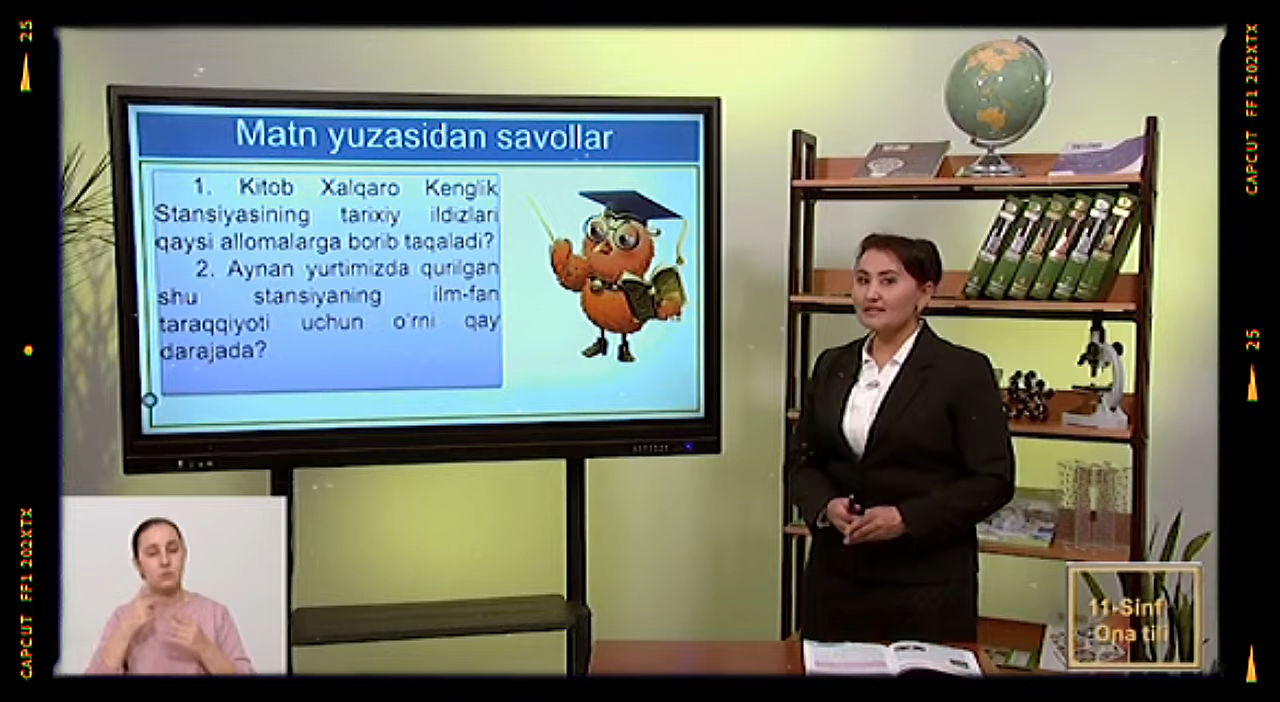 Matn yuzasidan savollar
1. Kitob Xalqaro Kenglik
Stansiyasining tarixiy ildizlari
qaysi allomalarga borib taqaladi?
2. Aynan yurtimizda qurilgan
shu stansiyaning ilm-fan
taraqqiyoti uchun o'rni qay
darajada?
11-Sinf
Ona tili
25
CAPCUT FF1 202XTX
CAPCUT FF1 202XTX
25